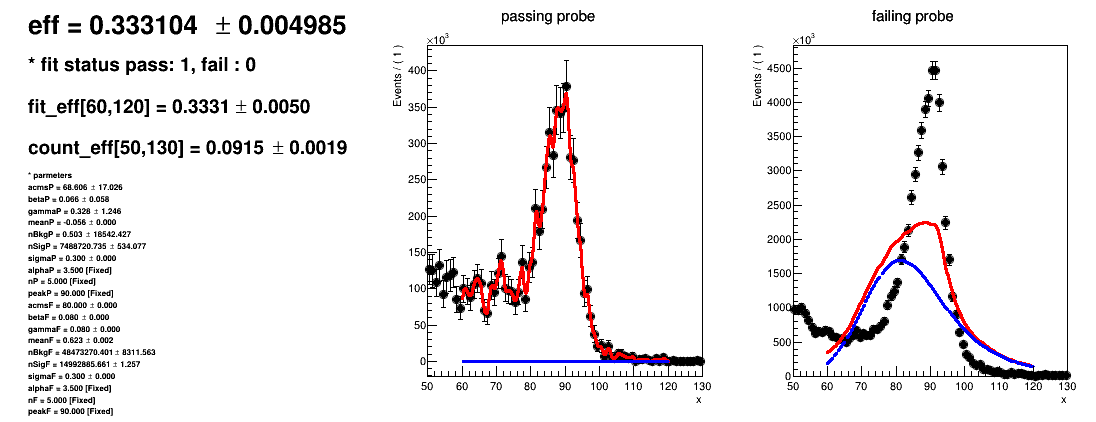 eff = 0.333104 ± 0.004985
* fit status pass: 1, fail : 0
fit_eff[60,120] = 0.3331 ± 0.0050
count_eff[50,130] = 0.0915 ± 0.0019
* parmeters
acmsP = 68.606 ± 17.026
betaP = 0.066 ± 0.058
gammaP = 0.328 ± 1.246
meanP = -0.056 ± 0.000
nBkgP = 0.503 ± 18542.427
nSigP = 7488720.735 ± 534.077
sigmaP = 0.300 ± 0.000
alphaP = 3.500 [Fixed]
nP = 5.000 [Fixed]
peakP = 90.000 [Fixed]
acmsF = 80.000 ± 0.000
betaF = 0.080 ± 0.000
gammaF = 0.080 ± 0.000
meanF = 0.623 ± 0.002
nBkgF = 48473270.401 ± 8311.563
nSigF = 14992885.661 ± 1.257
sigmaF = 0.300 ± 0.000
alphaF = 3.500 [Fixed]
nF = 5.000 [Fixed]
peakF = 90.000 [Fixed]
passing probe
×10³
Events / ( 1 )
400
350
300
250
200
150
100
50
0
50 60 70 80 90 100 110 120 130
x
failing probe
×10³
Events / ( 1 )
4500
4000
3500
3000
2500
2000
1500
1000
500
0
50 60 70 80 90 100 110 120 130
x